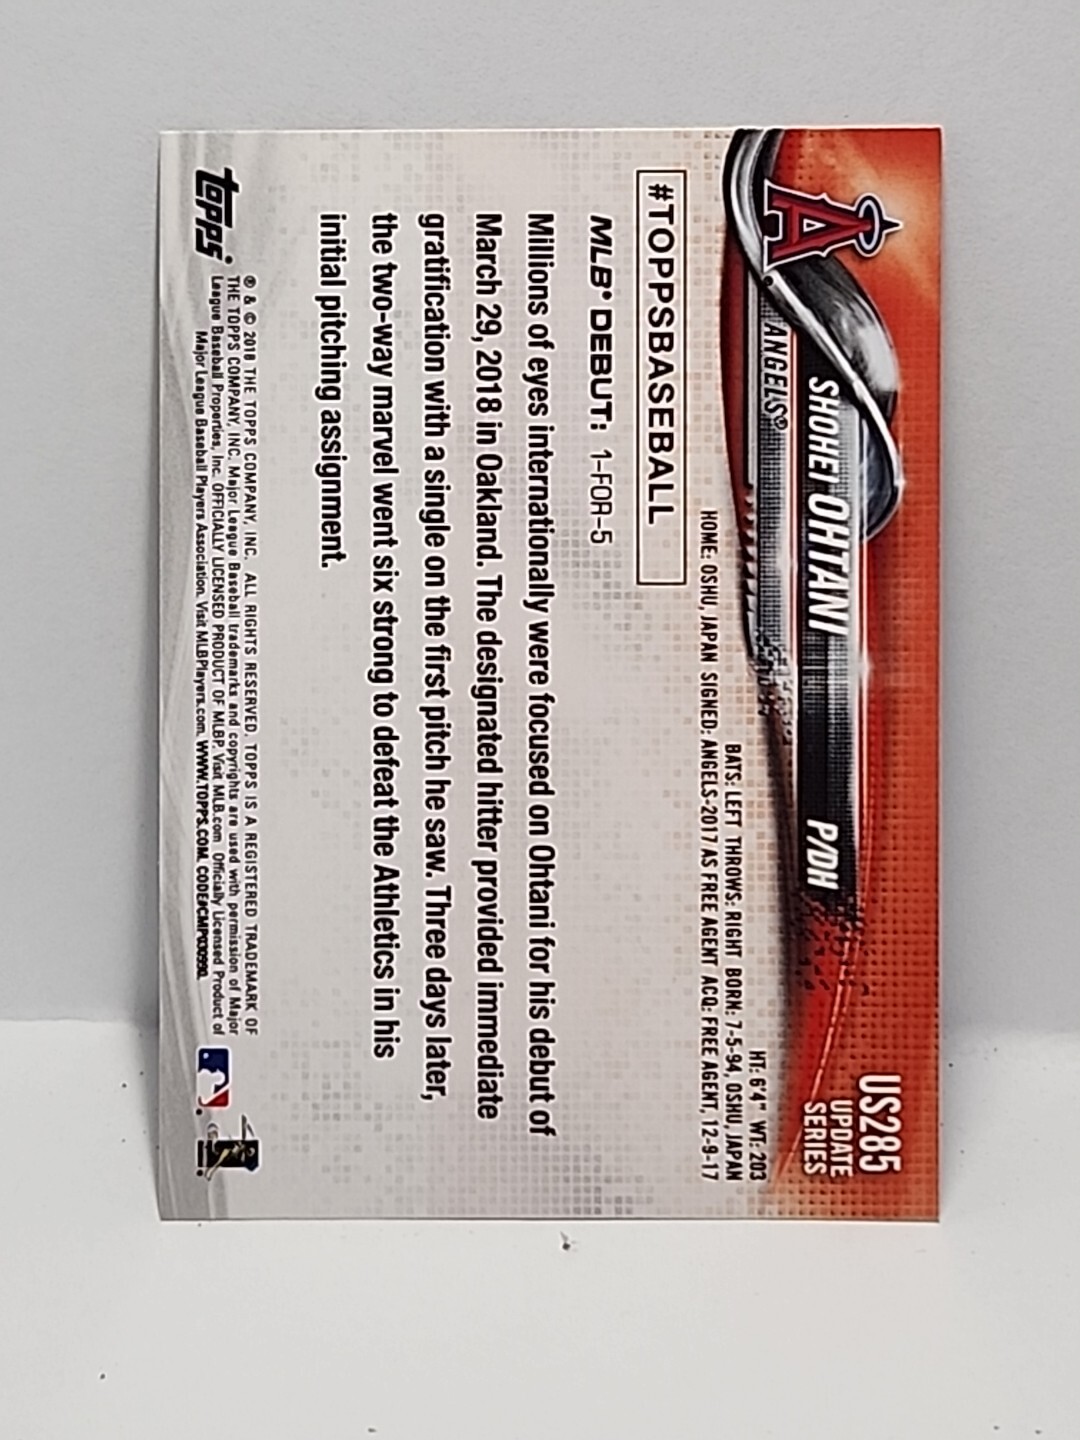 US285
UPDATE
SERIES
A
SHOHEI OHTANI P/DH
ANGELS®
HT: 6'4" WT: 203
BATS: LEFT THROWS: RIGHT BORN: 7-5-94, OSHU, JAPAN
HOME: OSHU, JAPAN SIGNED: ANGELS-2017 AS FREE AGENT ACQ: FREE AGENT, 12-9-17
#TOPPSBASEBALL
MLB® DEBUT: 1-FOR-5
Millions of eyes internationally were focused on Ohtani for his debut of
March 29, 2018 in Oakland. The designated hitter provided immediate
gratification with a single on the first pitch he saw. Three days later,
the two-way marvel went six strong to defeat the Athletics in his
initial pitching assignment.
topps®
® & © 2018 THE TOPPS COMPANY, INC. ALL RIGHTS RESERVED. TOPPS IS A REGISTERED TRADEMARK OF
THE TOPPS COMPANY, INC. Major League Baseball trademarks and copyrights are used with permission of Major
League Baseball Properties, Inc. OFFICIALLY LICENSED PRODUCT OF MLBP. Visit MLB.com Officially Licensed Product of
Major League Baseball Players Association. Visit MLBPlayers.com. WWW.TOPPS.COM. CODE#CMP030990.